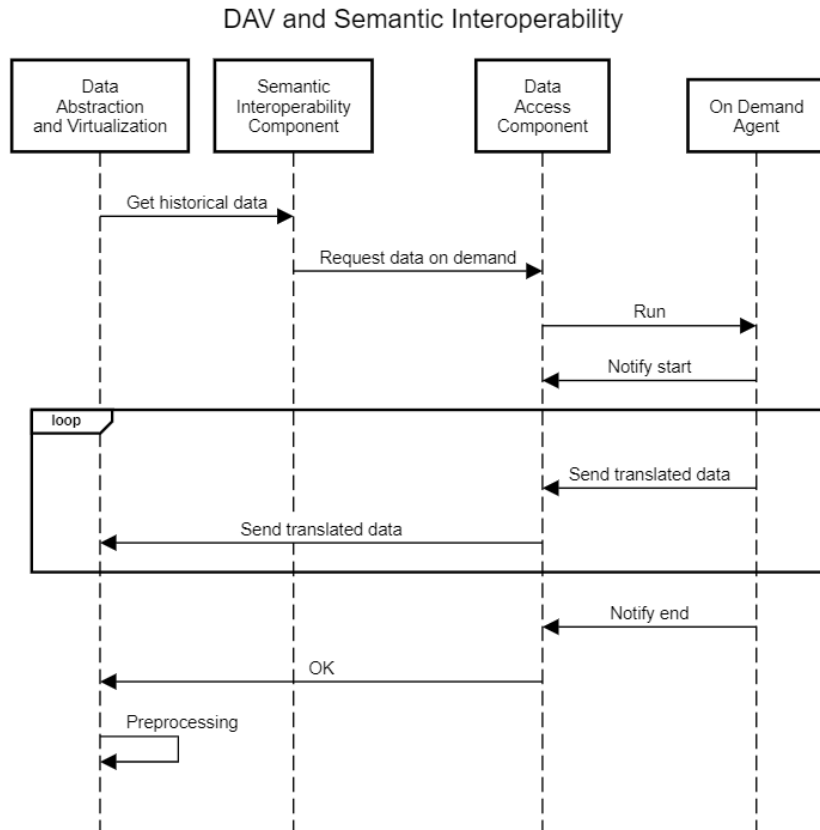 DAV and Semantic Interoperability
Data
Abstraction
and Virtualization
Semantic
Interoperability
Component
Data
Access
Component
On Demand
Agent
Get historical data
Request data on demand
Run
Notify start
loop
Send translated data
Send translated data
Notify end
OK
Preprocessing